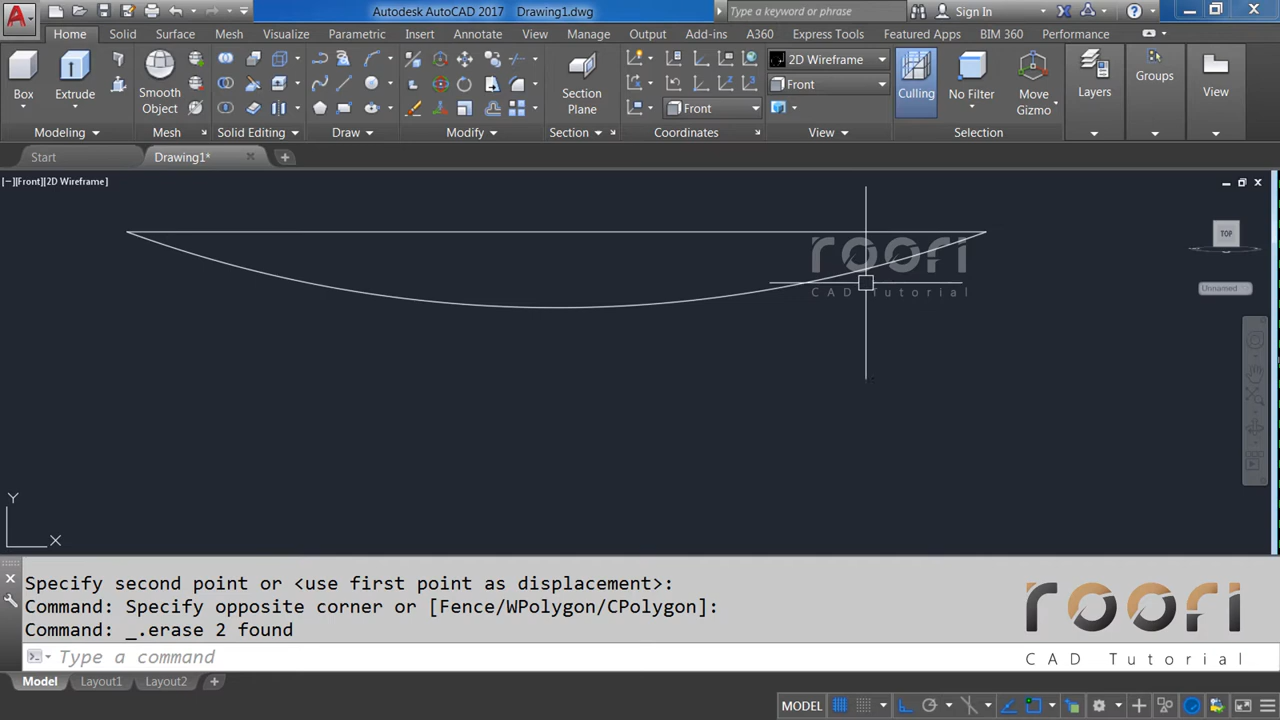 Autodesk AutoCAD 2017 Drawing1.dwg
Type a keyword or phrase
Sign In
Home Solid Surface Mesh Visualize Parametric Insert Annotate View Manage Output Add-ins A360 Express Tools Featured Apps BIM 360 Performance
Box
Extrude
Smooth
Object
Section
Plane
Front
2D Wireframe
Front
Culling
No Filter
Move
Gizmo
Layers
Groups
View
Modeling Mesh Solid Editing Draw Modify Section Coordinates View Selection
Start
Drawing1*
[−][Front][2D Wireframe]
TOP
Unnamed
roori
CAD Tutorial
Y
X
Specify second point or <use first point as displacement>:
Command: Specify opposite corner or [Fence/WPolygon/CPolygon]:
Command: _.erase 2 found
Type a command
roori
CAD Tutorial
Model Layout1 Layout2
MODEL